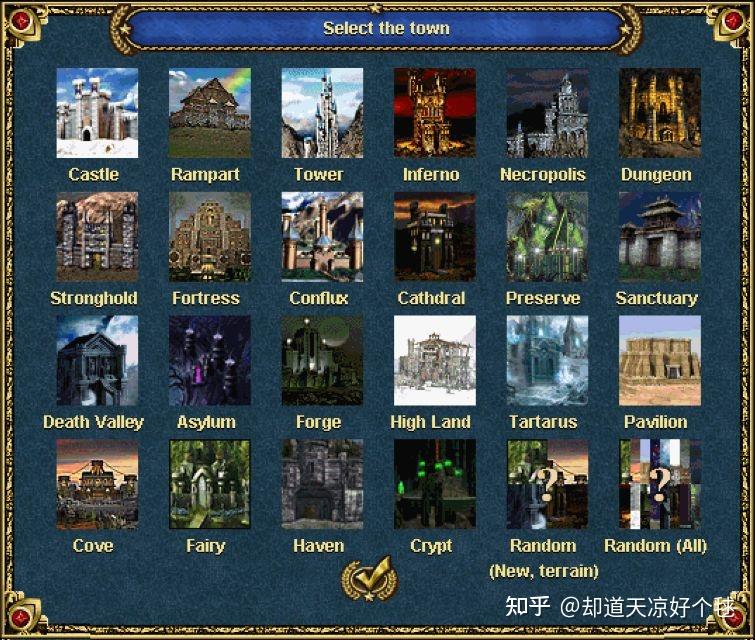 Select the town
Castle Rampart Tower Inferno Necropolis Dungeon
Stronghold Fortress Conflux Cathdral Preserve Sanctuary
Death Valley Asylum Forge High Land Tartarus Pavilion
Cove Fairy Haven Crypt Random Random (All)
(New, terrain)
? ?
知乎 @却道天凉好个毬